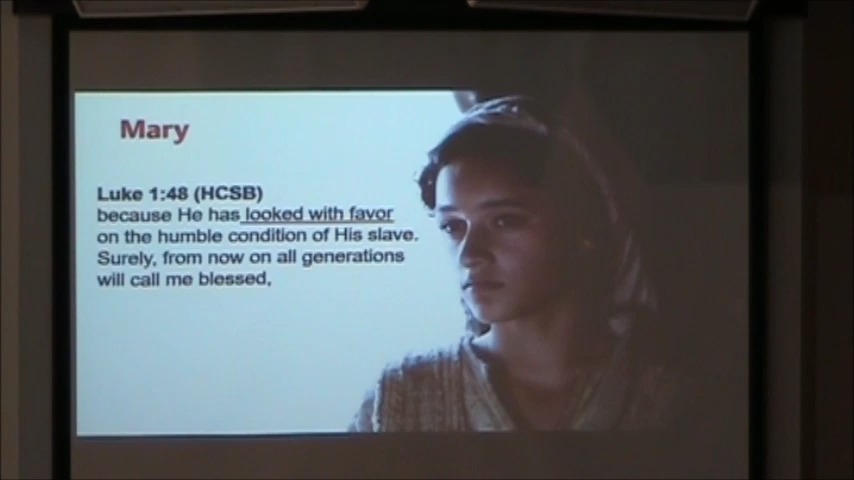 Mary
Luke 1:48 (HCSB)
because He has looked with favor
on the humble condition of His slave.
Surely, from now on all generations
will call me blessed,